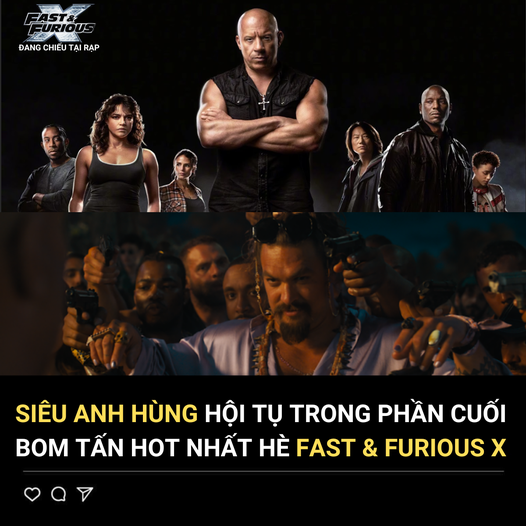 FAST & FURIOUS X
ĐANG CHIẾU TẠI RẠP
SIÊU ANH HÙNG HỘI TỤ TRONG PHẦN CUỐI
BOM TẤN HOT NHẤT HÈ FAST & FURIOUS X